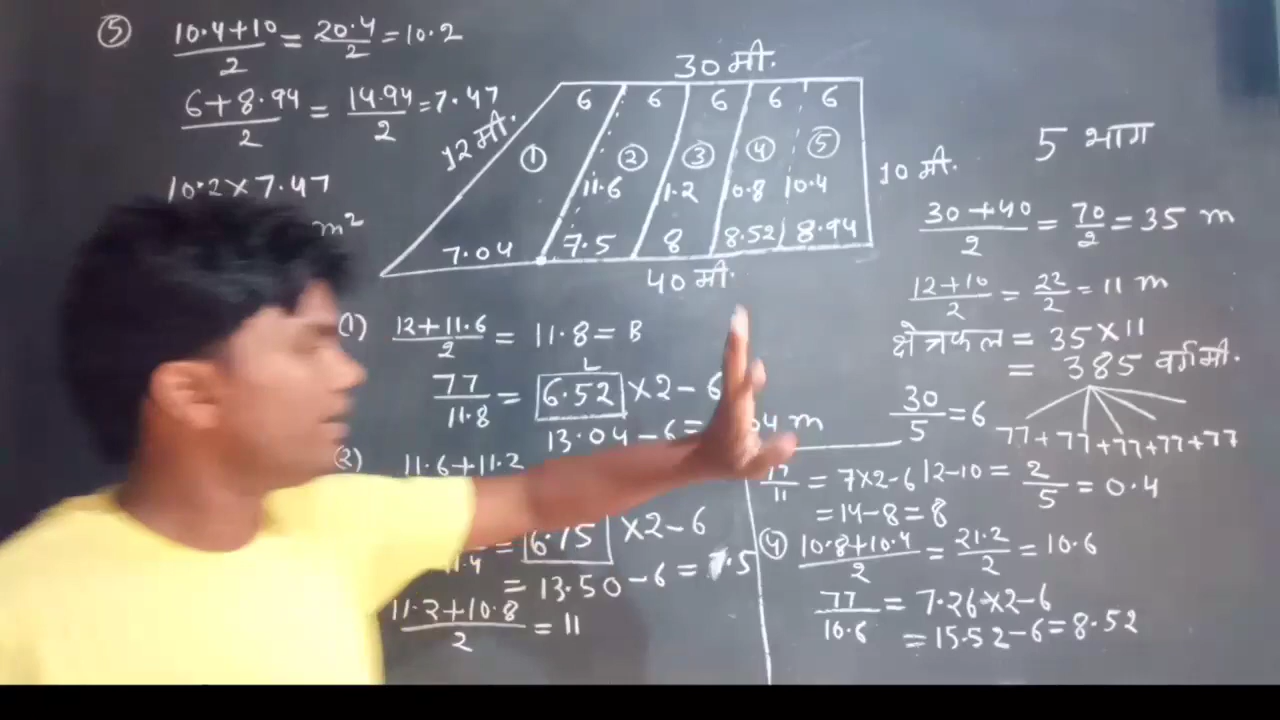 ⑤ 10.4+10/2 = 20.4/2 = 10.2
6+8.94/2 = 14.94/2 = 7.47
10.2×7.47
m²
30 मी.
12 मी.
6 6 6 6 6
① ② ③ ④ ⑤
11.6 1.2 10.8 10.4
7.04 7.5 8 8.52 8.94
10 मी.
40 मी.
(1) 12+11.6/2 = 11.8 = B
L
77/11.8 = 6.52 ×2-6
13.04-6= 04 m
(2) 11.6+11.2
11.4 = 6.75 ×2-6
= 13.50-6 = 7.5
11.2+10.8/2 = 11
5 भाग
30+40/2 = 70/2 = 35 m
12+10/2 = 22/2 = 11 m
क्षेत्रफल = 35×11
= 385 वर्ग मी.
30/5 = 6
77+77+77+77+77
11 = 7×2-6
12-10 = 2/5 = 0.4
=14-8=8
④ 10.8+10.4/2 = 21.2/2 = 10.6
77/10.6 = 7.26×2-6
=15.52-6=8.52